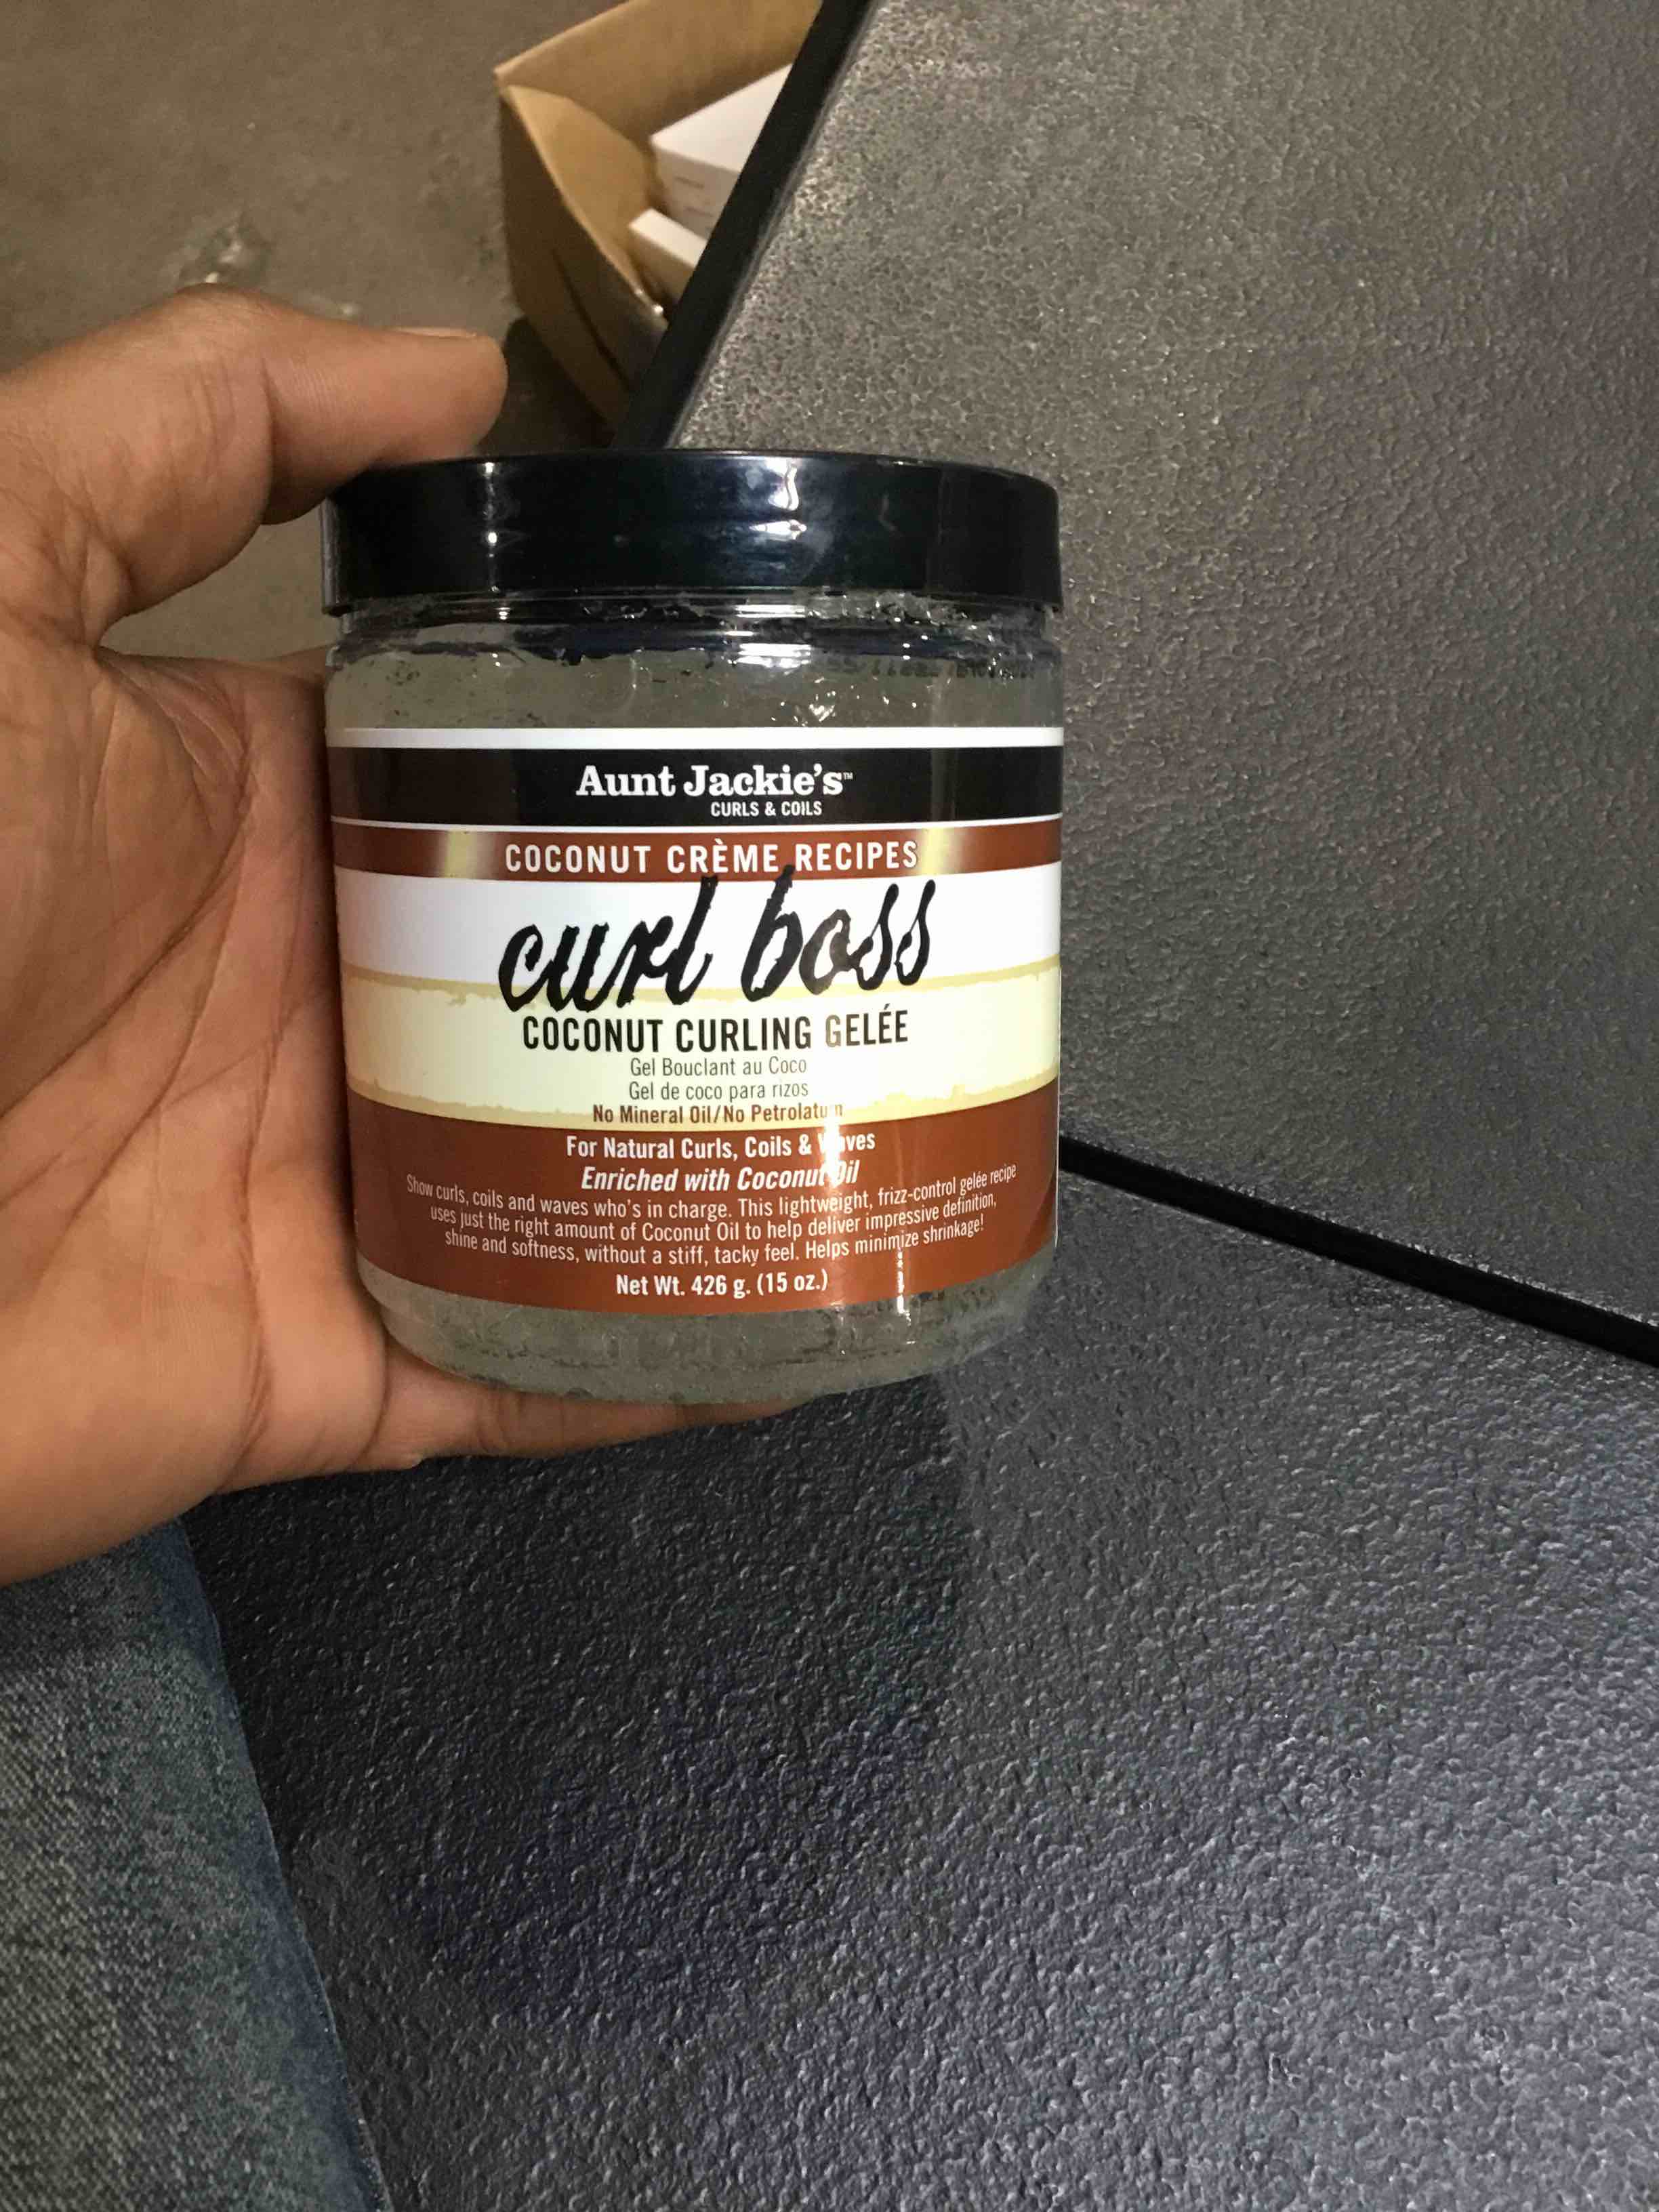 Aunt Jackie's™
CURLS & COILS
COCONUT CRÈME RECIPES
curl boss
COCONUT CURLING GELÉE
Gel Bouclant au Coco
Gel de coco para rizos
No Mineral Oil/No Petrolatum
For Natural Curls, Coils & Waves
Enriched with Coconut Oil
Show curls, coils and waves who's in charge. This lightweight, frizz-control gelée recipe
uses just the right amount of Coconut Oil to help deliver impressive definition,
shine and softness, without a stiff, tacky feel. Helps minimize shrinkage!
Net Wt. 426 g. (15 oz.)